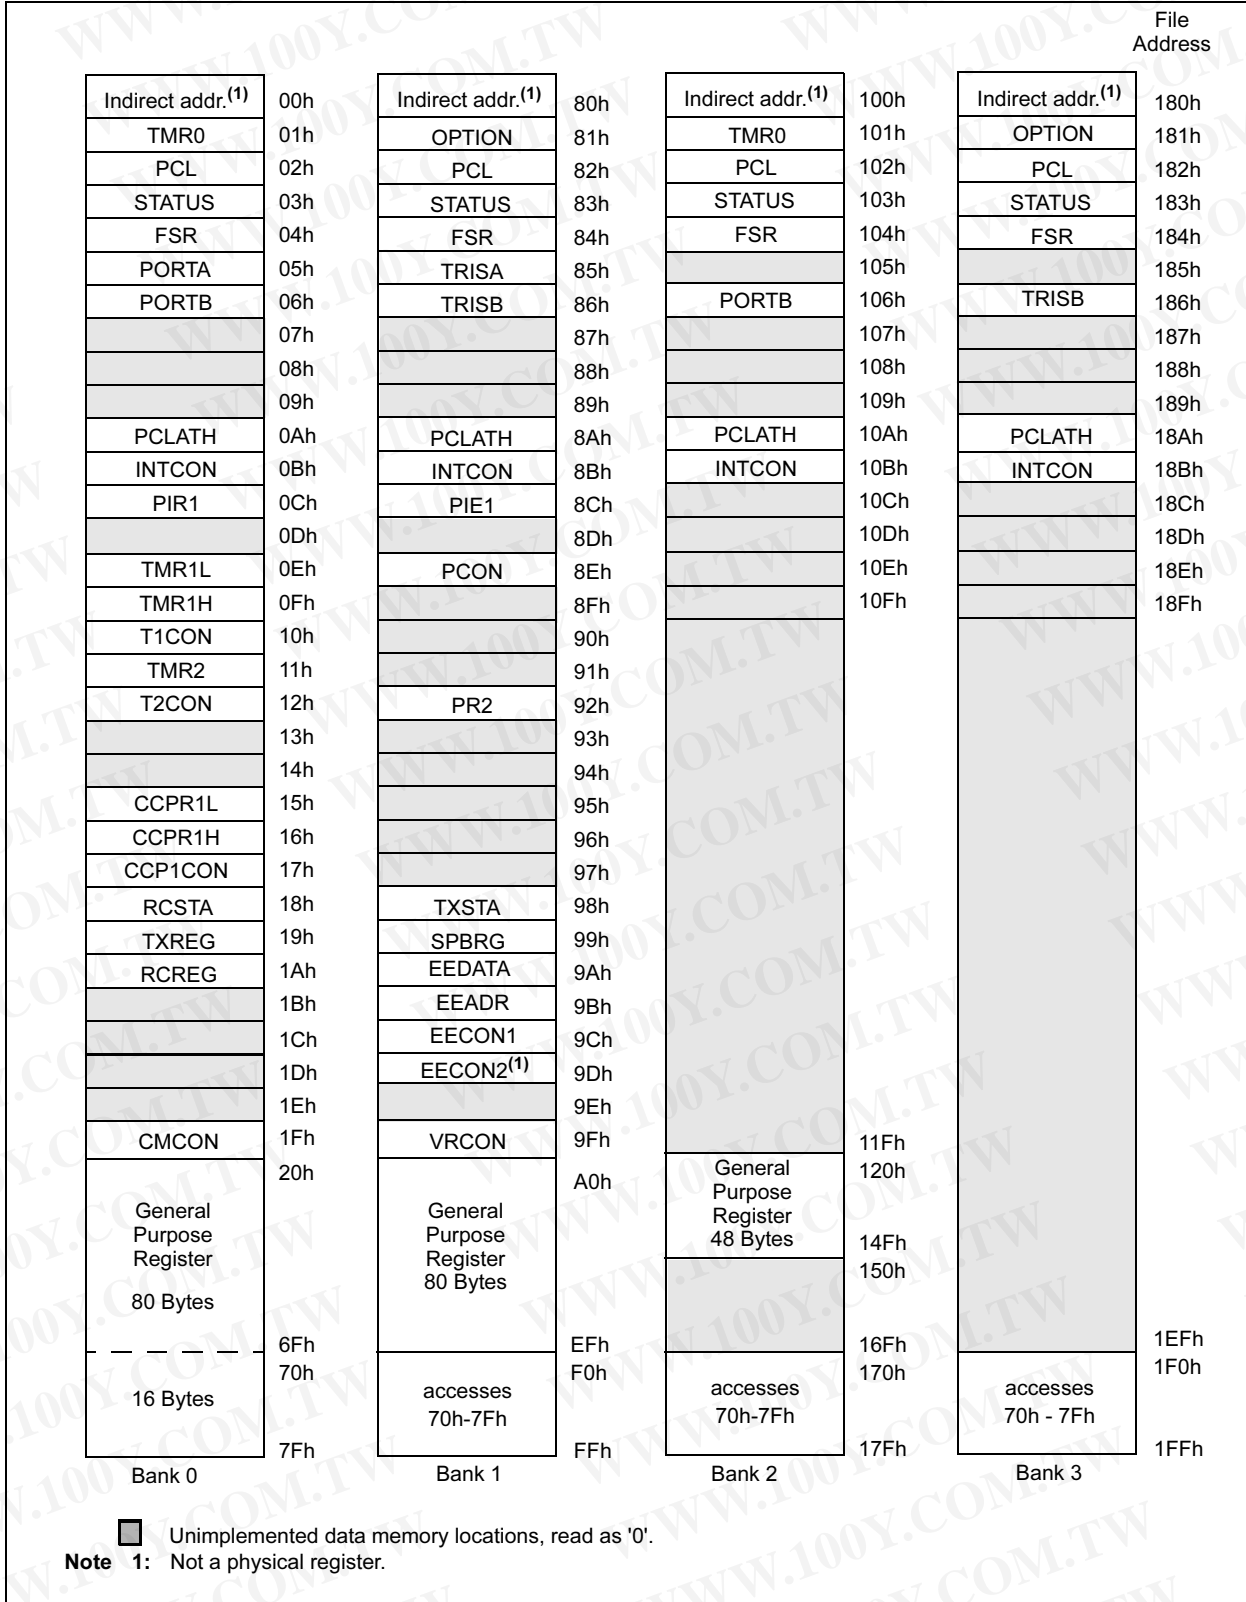 File
Address
Indirect addr.(1) 00h Indirect addr.(1) 80h Indirect addr.(1) 100h Indirect addr.(1) 180h
TMR0 01h OPTION 81h TMR0 101h OPTION 181h
PCL 02h PCL 82h PCL 102h PCL 182h
STATUS 03h STATUS 83h STATUS 103h STATUS 183h
FSR 04h FSR 84h FSR 104h FSR 184h
PORTA 05h TRISA 85h 105h 185h
PORTB 06h TRISB 86h PORTB 106h TRISB 186h
07h 87h 107h 187h
08h 88h 108h 188h
09h 89h 109h 189h
PCLATH 0Ah PCLATH 8Ah PCLATH 10Ah PCLATH 18Ah
INTCON 0Bh INTCON 8Bh INTCON 10Bh INTCON 18Bh
PIR1 0Ch PIE1 8Ch 10Ch 18Ch
0Dh 8Dh 10Dh 18Dh
TMR1L 0Eh PCON 8Eh 10Eh 18Eh
TMR1H 0Fh 8Fh 10Fh 18Fh
T1CON 10h 90h
TMR2 11h 91h
T2CON 12h PR2 92h
13h 93h
14h 94h
CCPR1L 15h 95h
CCPR1H 16h 96h
CCP1CON 17h 97h
RCSTA 18h TXSTA 98h
TXREG 19h SPBRG 99h
RCREG 1Ah EEDATA 9Ah
1Bh EEADR 9Bh
1Ch EECON1 9Ch
1Dh EECON2(1) 9Dh
1Eh 9Eh
CMCON 1Fh VRCON 9Fh 11Fh
20h A0h General 120h
General General Purpose
Purpose Purpose Register
Register Register 48 Bytes 14Fh
80 Bytes 80 Bytes 150h
6Fh EFh 16Fh 1EFh
70h F0h 170h 1F0h
16 Bytes accesses accesses accesses
70h-7Fh 70h-7Fh 70h - 7Fh
7Fh FFh 17Fh 1FFh
Bank 0 Bank 1 Bank 2 Bank 3
Unimplemented data memory locations, read as '0'.
Note 1: Not a physical register.
WWW.100Y.COM.TW